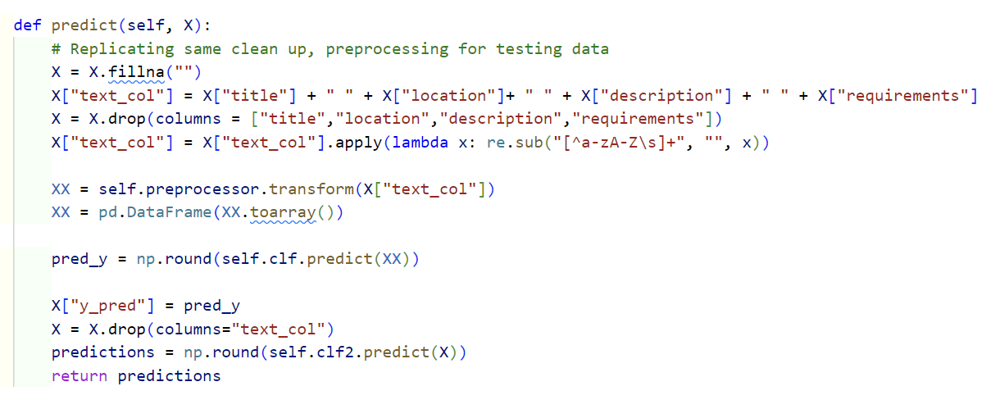 def predict(self, X):
    # Replicating same clean up, preprocessing for testing data
    X = X.fillna("")
    X["text_col"] = X["title"] + " " + X["location"]+ " " + X["description"] + " " + X["requirements"]
    X = X.drop(columns = ["title","location","description","requirements"])
    X["text_col"] = X["text_col"].apply(lambda x: re.sub("[^a-zA-Z\s]+", "", x))
    XX = self.preprocessor.transform(X["text_col"])
    XX = pd.DataFrame(XX.toarray())
    pred_y = np.round(self.clf.predict(XX))
    X["y_pred"] = pred_y
    X = X.drop(columns="text_col")
    predictions = np.round(self.clf2.predict(X))
    return predictions